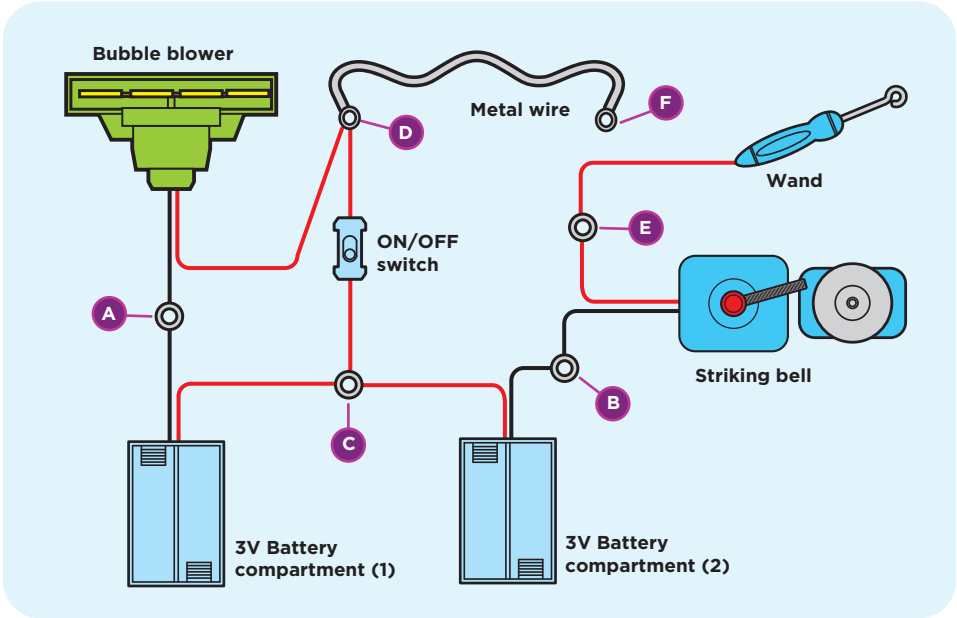 Bubble blower
Metal wire
F
D
Wand
E
ON/OFF
switch
A
Striking bell
B
C
3V Battery
compartment (1)
3V Battery
compartment (2)